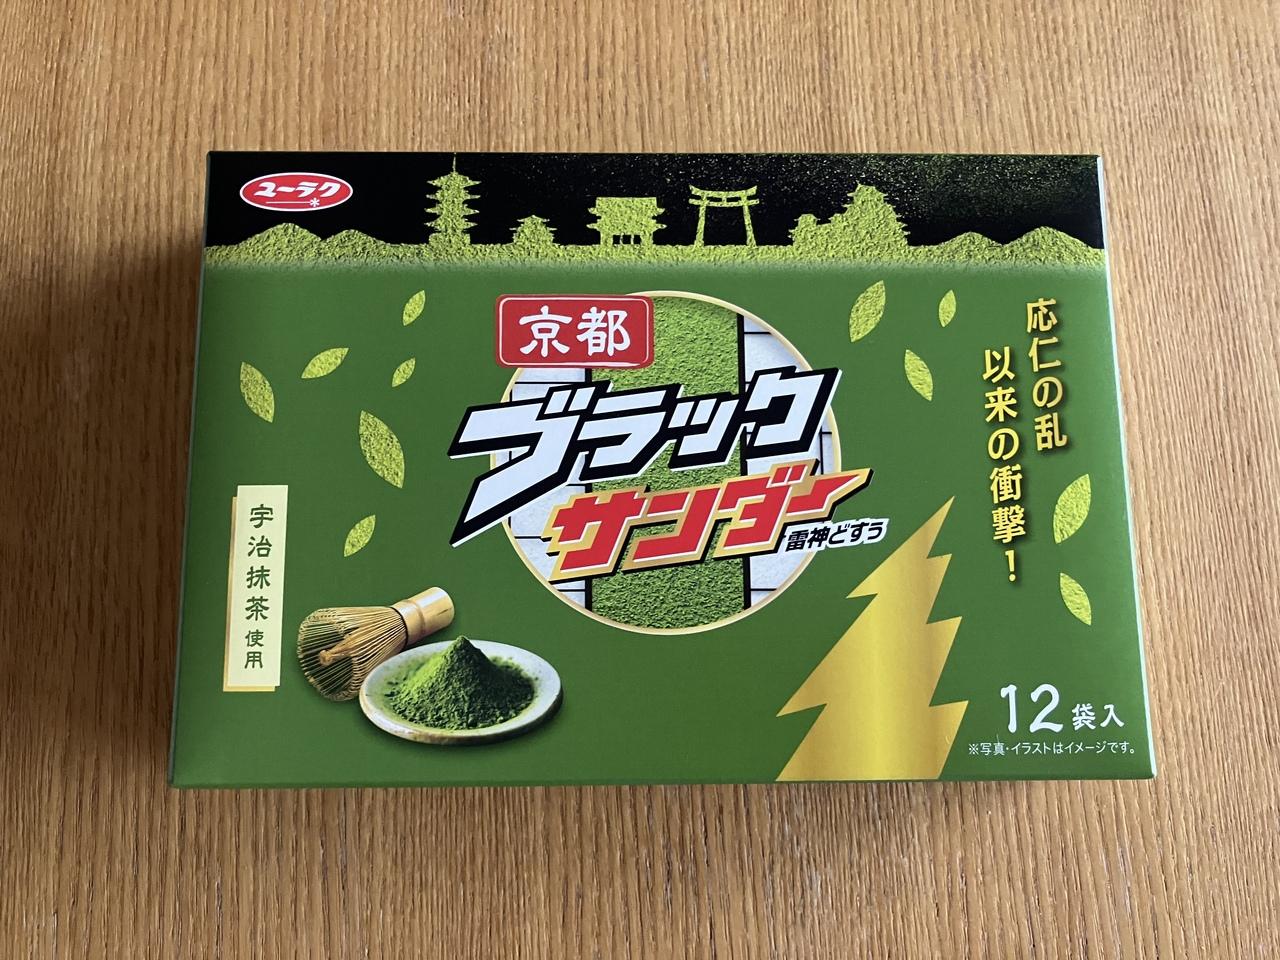 ユーラク
京都
ブラック
サンダー
雷神どすぅ
応仁の乱
以来の衝撃！
宇治抹茶使用
12袋入
※写真・イラストはイメージです。